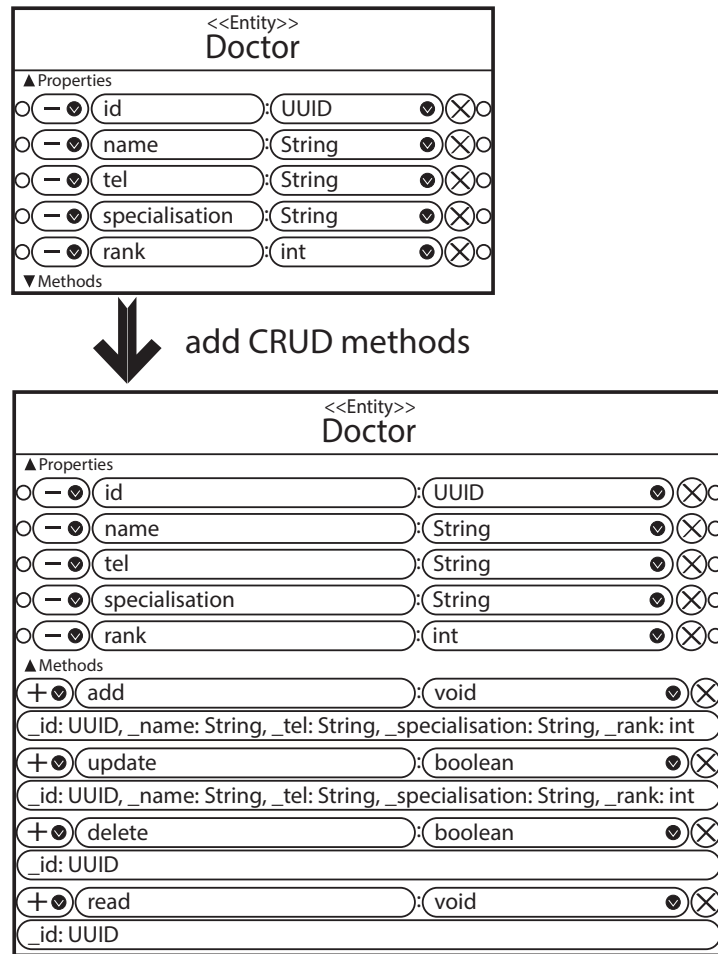 <<Entity>>
Doctor
▲Properties
− id : UUID
− name : String
− tel : String
− specialisation : String
− rank : int
▼Methods
add CRUD methods
<<Entity>>
Doctor
▲Properties
− id : UUID
− name : String
− tel : String
− specialisation : String
− rank : int
▲Methods
+ add : void
_id: UUID, _name: String, _tel: String, _specialisation: String, _rank: int
+ update : boolean
_id: UUID, _name: String, _tel: String, _specialisation: String, _rank: int
+ delete : boolean
_id: UUID
+ read : void
_id: UUID